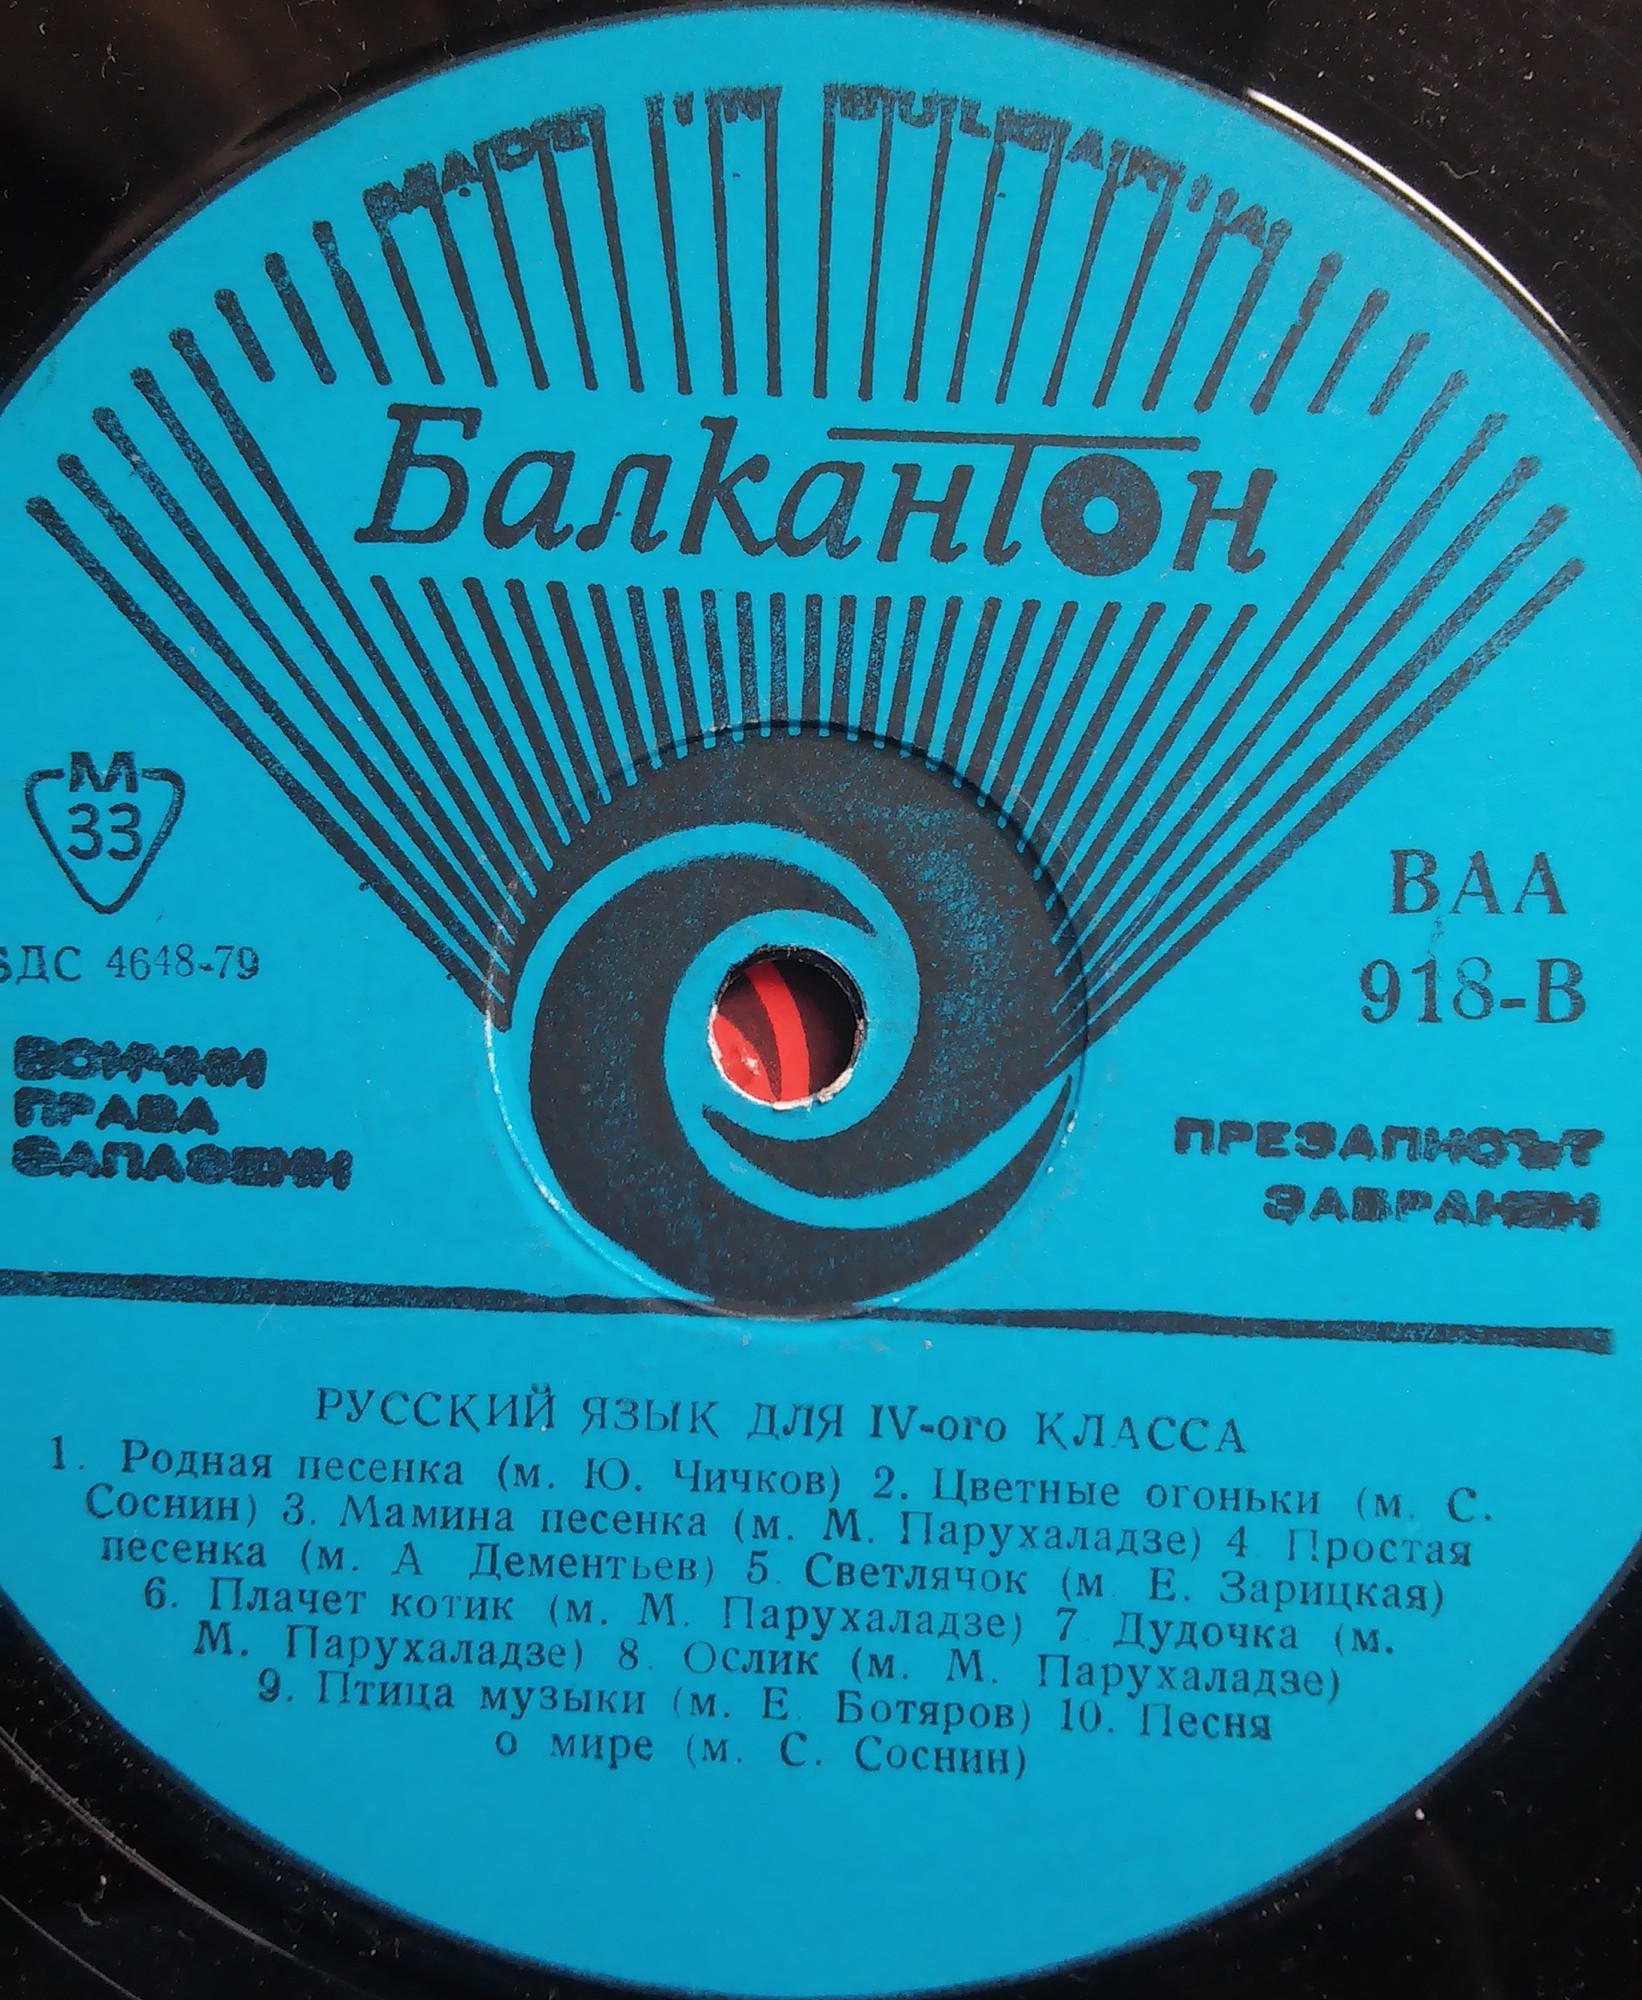 MADE IN BULGARIA
Балкантон
М
33
БДС 4648-79
ВСИЧКИ
ПРАВА
ЗАПАЗЕНИ
ВАА
918-В
ПРЕЗАПИСЪТ
ЗАБРАНЕН
РУССКИЙ ЯЗЫК ДЛЯ IV-ого КЛАССА
1. Родная песенка (м. Ю. Чичков) 2. Цветные огоньки (м. С.
Соснин) 3. Мамина песенка (м. М. Парухаладзе) 4 Простая
песенка (м. А Дементьев) 5. Светлячок (м Е. Зарицкая)
6. Плачет котик (м. М. Парухаладзе) 7 Дудочка (м.
М. Парухаладзе) 8. Ослик (м. М. Парухаладзе)
9. Птица музыки (м. Е. Ботяров) 10. Песня
о мире (м. С. Соснин)